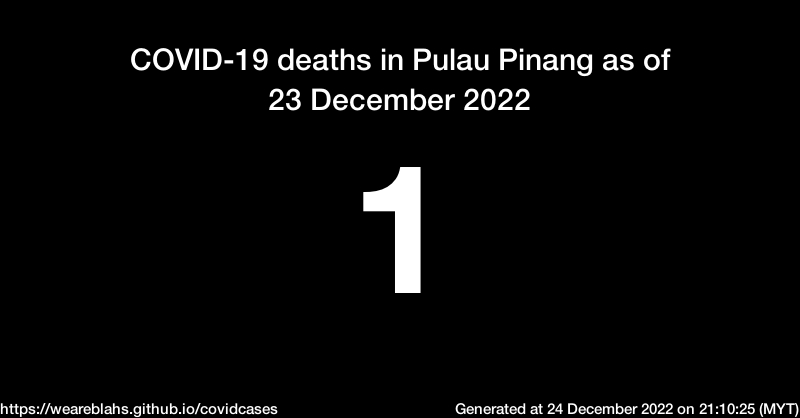 COVID-19 deaths in Pulau Pinang as of
23 December 2022
1
https://weareblahs.github.io/covidcases
Generated at 24 December 2022 on 21:10:25 (MYT)